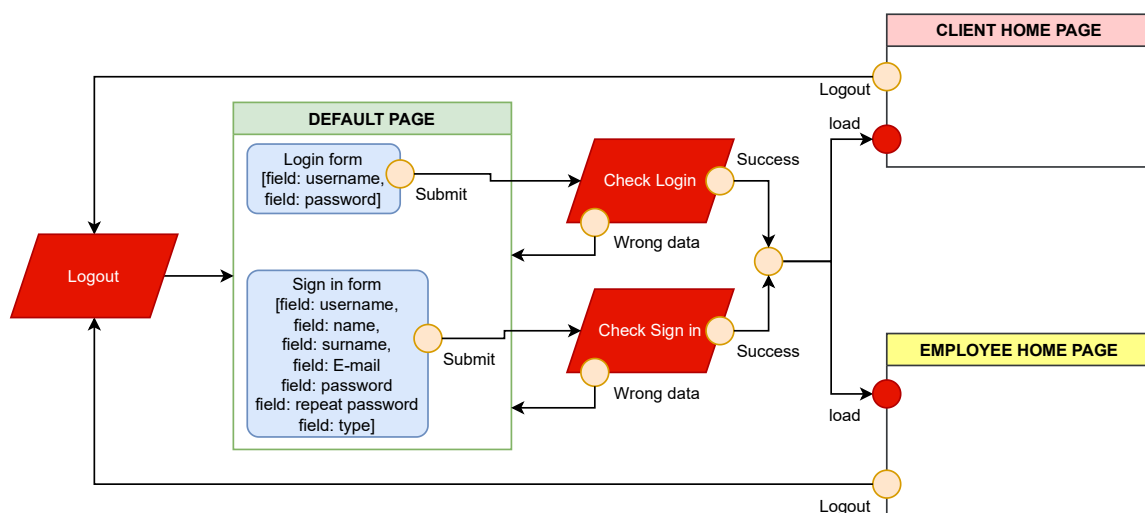 CLIENT HOME PAGE
Logout
load
DEFAULT PAGE
Login form
[field: username,
field: password]
Submit
Check Login
Success
Wrong data
Logout
Sign in form
[field: username,
field: name,
field: surname,
field: E-mail
field: password
field: repeat password
field: type]
Submit
Check Sign in
Success
Wrong data
EMPLOYEE HOME PAGE
load
Logout